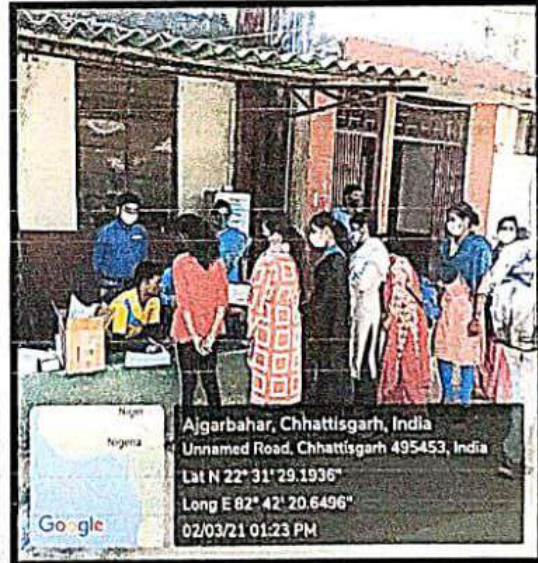 Niger
Nigeria
Google
Ajgarbahar, Chhattisgarh, India
Unnamed Road, Chhattisgarh 495453, India
Lat N 22° 31' 29.1936"
Long E 82° 42' 20.6496"
02/03/21 01:23 PM